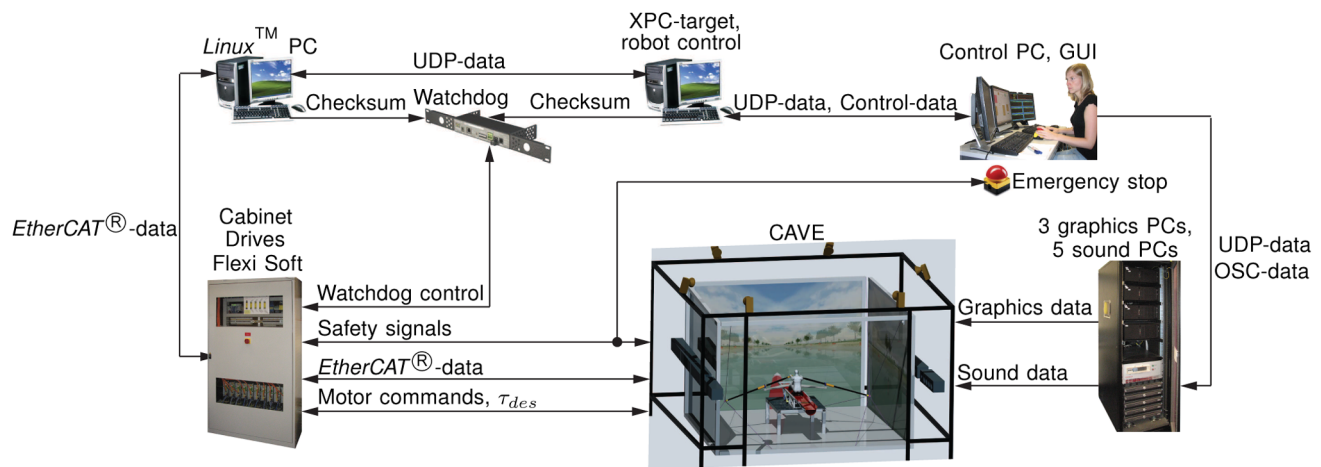 Linux™ PC
UDP-data
XPC-target,
robot control
Control PC, GUI
Checksum
Watchdog
Checksum
UDP-data, Control-data
Emergency stop
EtherCAT®-data
Cabinet
Drives
Flexi Soft
CAVE
3 graphics PCs,
5 sound PCs
UDP-data
OSC-data
Watchdog control
Graphics data
Safety signals
EtherCAT®-data
Sound data
Motor commands, τdes